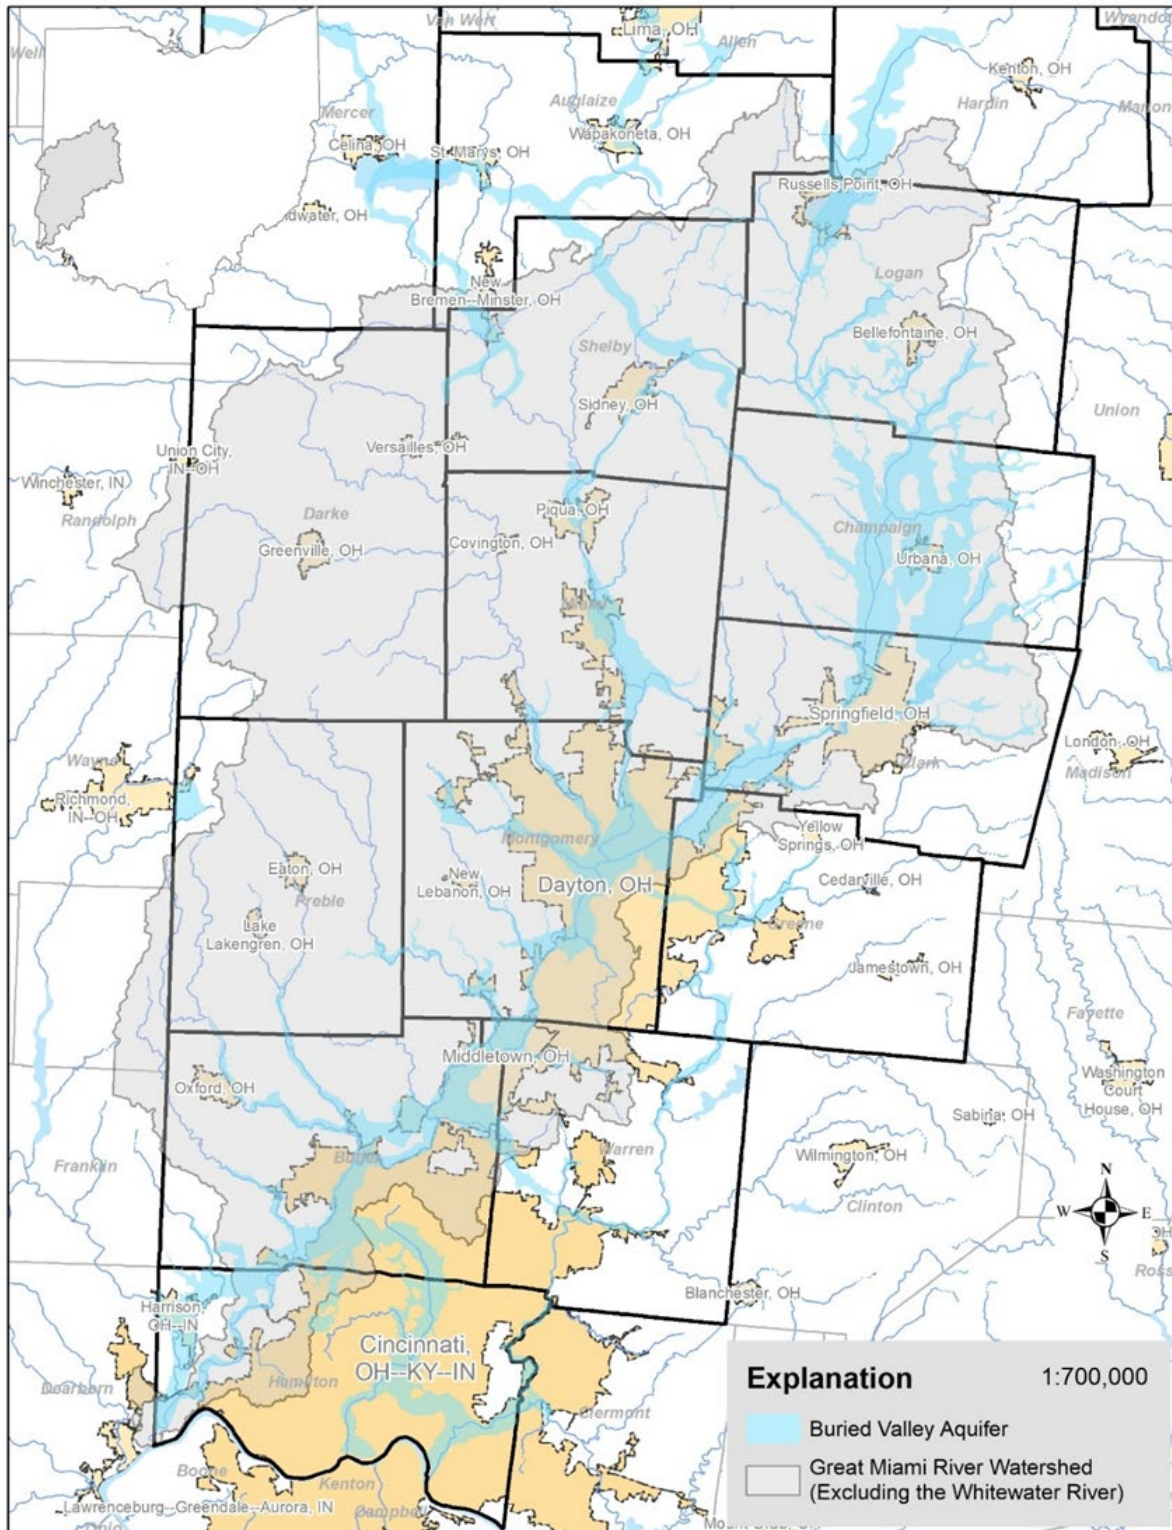 Van Wert
Wyandot
Well
Lima, OH
Allen
Kenton, OH
Mercer
Auglaize
Hardin
Marion
Wapakoneta, OH
Celina, OH
St. Marys, OH
Russells Point, OH
ldwater, OH
Jay
New
Bremen--Minster, OH
Logan
Bellefontaine, OH
Shelby
Sidney, OH
Union
Versailles, OH
Union City,
IN--OH
Winchester, IN
Randolph
Darke
Piqua, OH
Champaign
Greenville, OH
Covington, OH
Urbana, OH
Miami
Springfield, OH
London, OH
Wayne
Clark
Madison
Richmond,
IN--OH
Montgomery
Yellow
Springs, OH
Eaton, OH
New
Lebanon, OH
Dayton, OH
Cedarville, OH
Preble
Lake
Lakengren, OH
Greene
Jamestown, OH
Fayette
Middletown, OH
Oxford, OH
Washington
Court
House, OH
Sabina, OH
Franklin
Butler
Warren
Wilmington, OH
N
W
E
S
Clinton
Ross
Blanchester, OH
Harrison,
OH--IN
Cincinnati,
OH--KY--IN
Dearborn
Hamilton
Clermont
Boone
Kenton
Campbell
Lawrenceburg--Greendale--Aurora, IN
Ohio
Explanation
1:700,000
Buried Valley Aquifer
Great Miami River Watershed
(Excluding the Whitewater River)